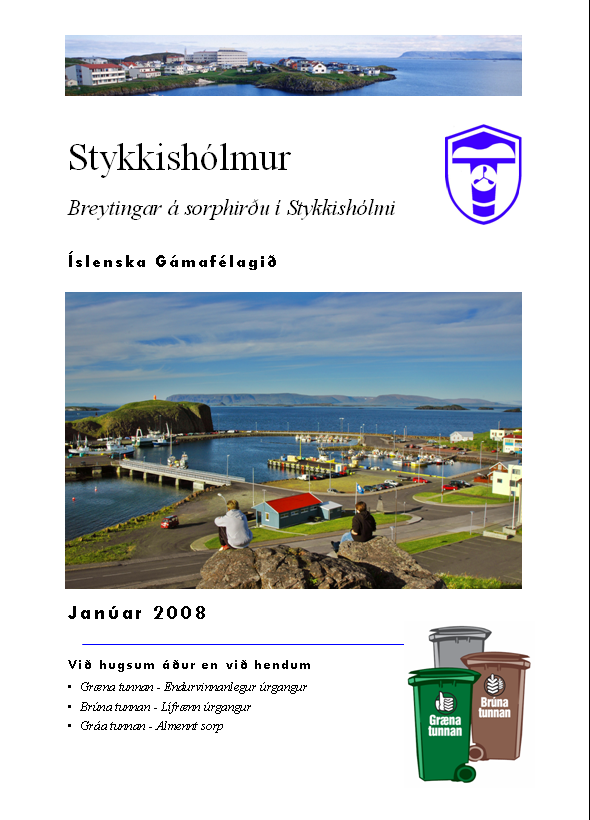 Stykkishólmur
Breytingar á sorphirðu í Stykkishólmi
Íslenska Gámafélagið
Janúar 2008
Við hugsum áður en við hendum
• Græna tunnan - Endurvinnanlegur úrgangur
• Brúna tunnan - Lífrænn úrgangur
• Gráa tunnan - Almennt sorp
Græna
tunnan
Brúna
tunnan